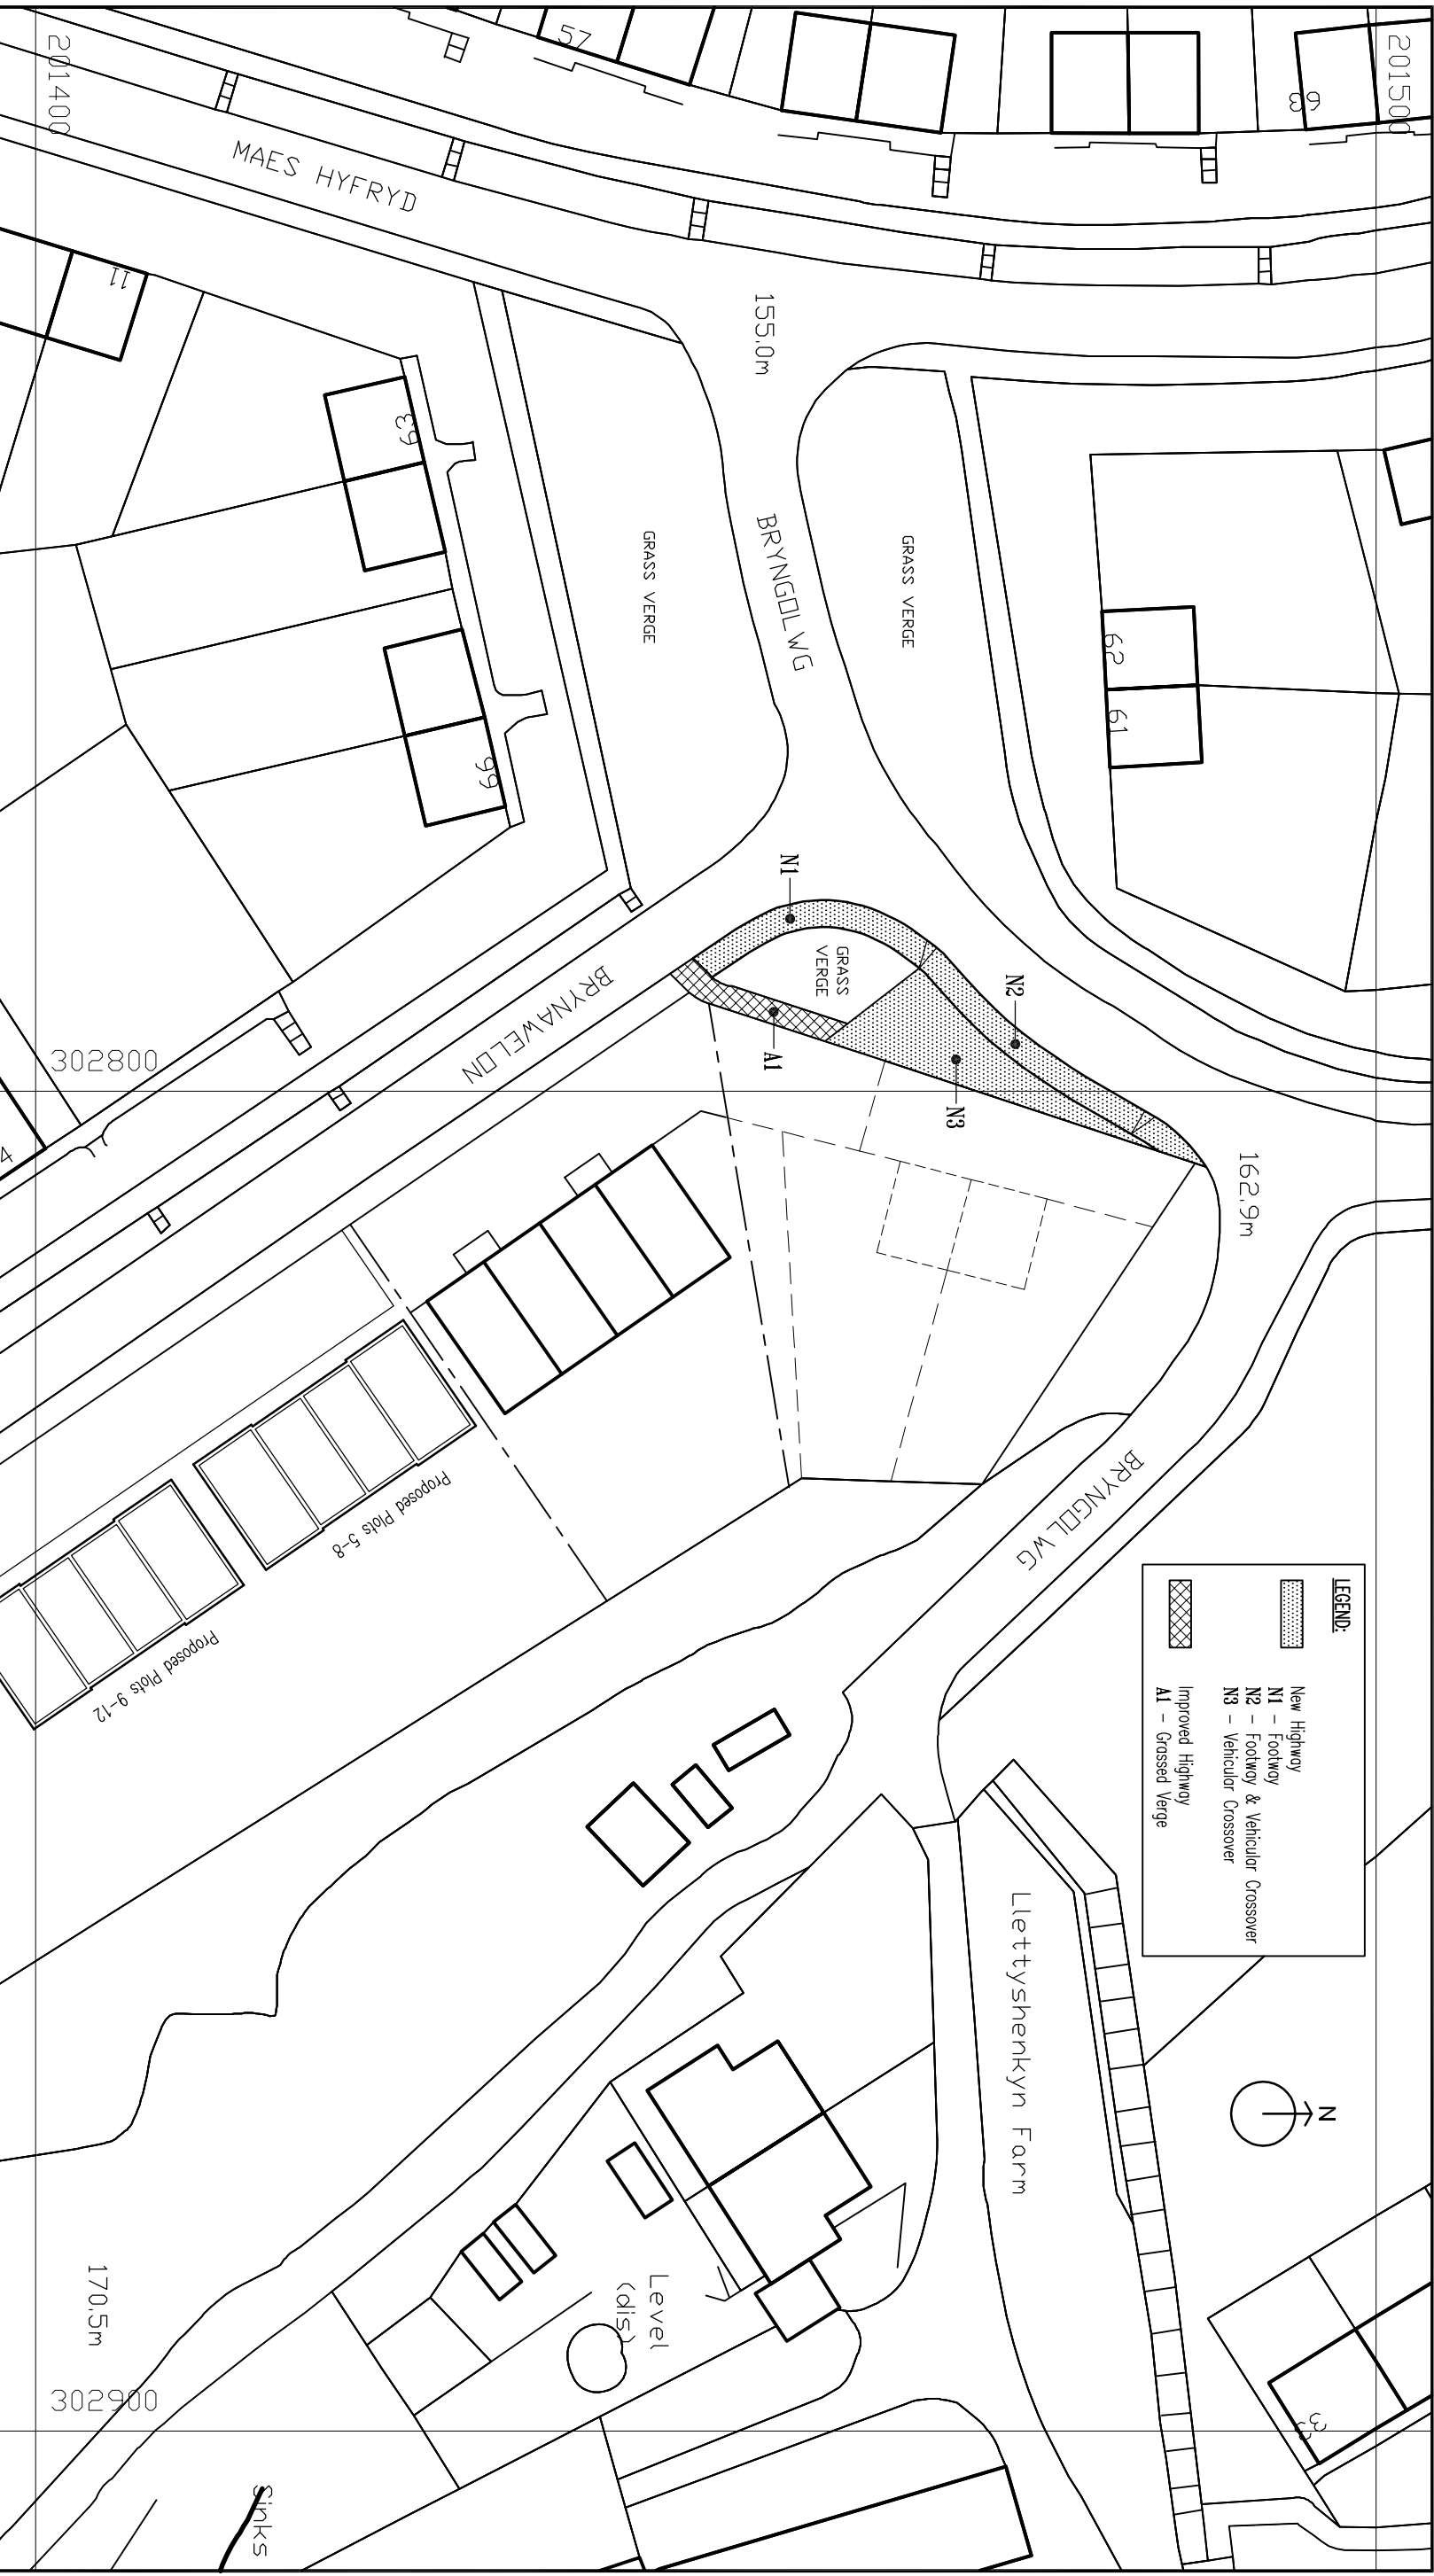 201400
201500
57
63
MAES HYFRYD
11
155.0m
63
BRYNGOLWG
GRASS VERGE
GRASS VERGE
62
61
66
N1
GRASS
VERGE
N2
A1
N3
BRYNAWELON
302800
4
162.9m
BRYNGOLWG
Proposed Plots 5-8
Proposed Plots 9-12
LEGEND:
New Highway
N1 - Footway
N2 - Footway & Vehicular Crossover
N3 - Vehicular Crossover
Improved Highway
A1 - Grassed Verge
Llettyshenkyn Farm
N
Level
(dis)
170.5m
302900
33
Sinks